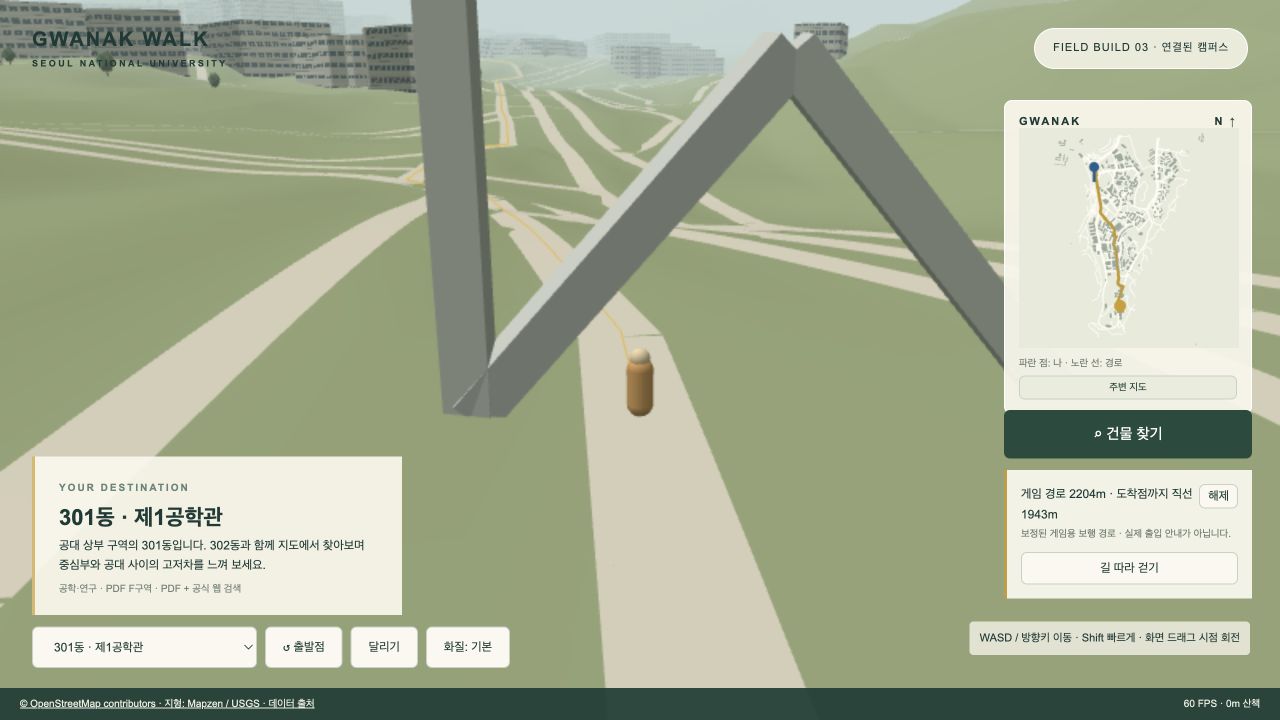 GWANAK WALK
SEOUL NATIONAL UNIVERSITY
FIELD BUILD 03 · 연결된 캠퍼스
GWANAK
N ↑
파란 점: 나 · 노란 선: 경로
주변 지도
⌕ 건물 찾기
게임 경로 2204m · 도착점까지 직선
1943m
해제
보정된 게임용 보행 경로 · 실제 출입 안내가 아닙니다.
길 따라 걷기
YOUR DESTINATION
301동 · 제1공학관
공대 상부 구역의 301동입니다. 302동과 함께 지도에서 찾아보며
중심부와 공대 사이의 고저차를 느껴 보세요.
공학·연구 · PDF F구역 · PDF + 공식 웹 검색
301동 · 제1공학관
↺ 출발점
달리기
화질: 기본
WASD / 방향키 이동 · Shift 빠르게 · 화면 드래그 시점 회전
© OpenStreetMap contributors · 지형: Mapzen / USGS · 데이터 출처
60 FPS · 0m 산책